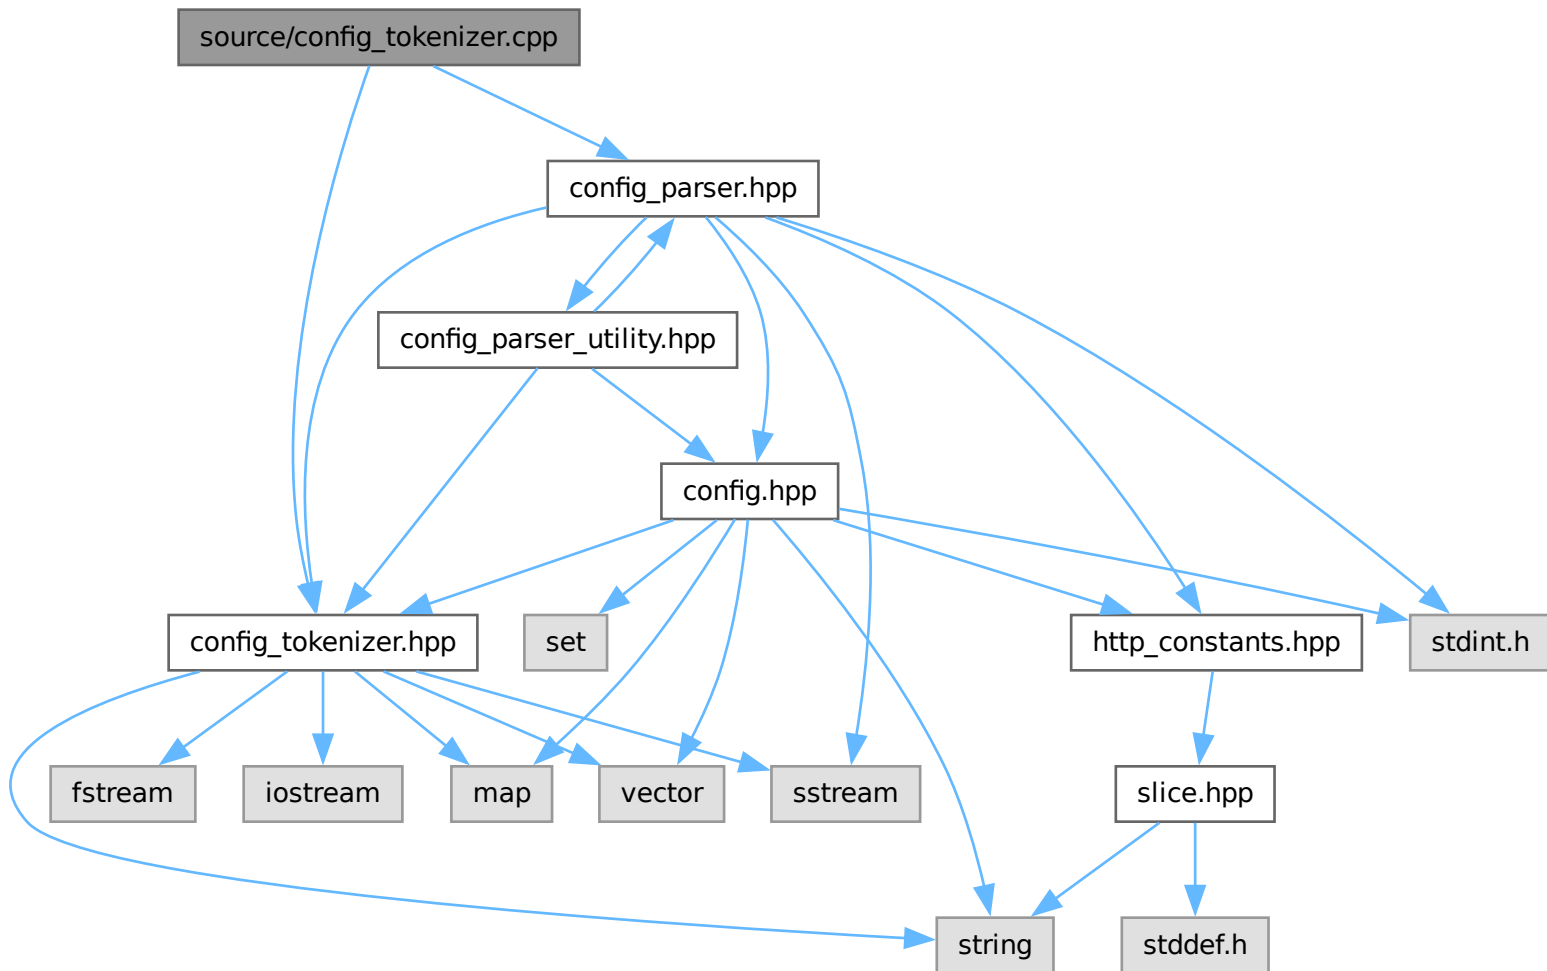 source/config_tokenizer.cpp
config_parser.hpp
config_parser_utility.hpp
config.hpp
config_tokenizer.hpp
set
http_constants.hpp
stdint.h
fstream
iostream
map
vector
sstream
slice.hpp
string
stddef.h